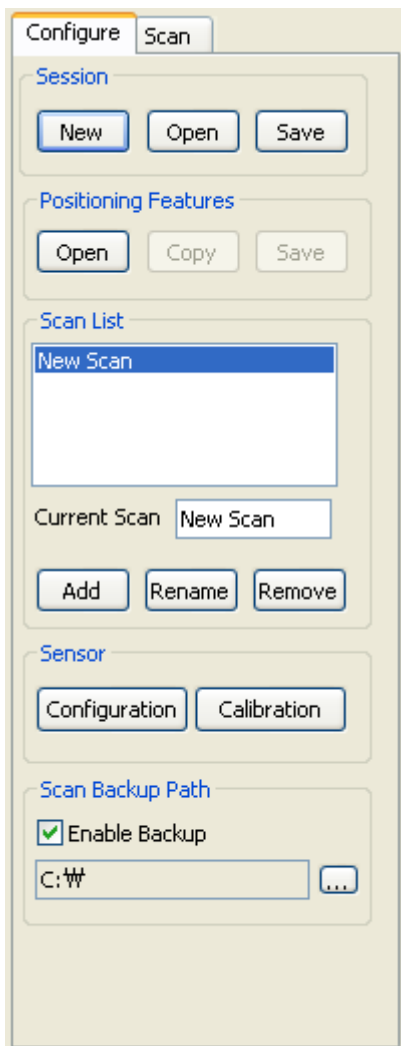 Configure Scan
Session
New Open Save
Positioning Features
Open Copy Save
Scan List
New Scan
Current Scan New Scan
Add Rename Remove
Sensor
Configuration Calibration
Scan Backup Path
Enable Backup
C:₩ ...